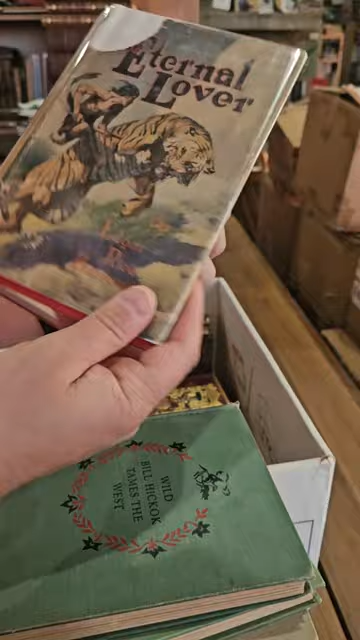 Eternal
Lover
WILD
BILL HICKOK
TAMES THE
WEST